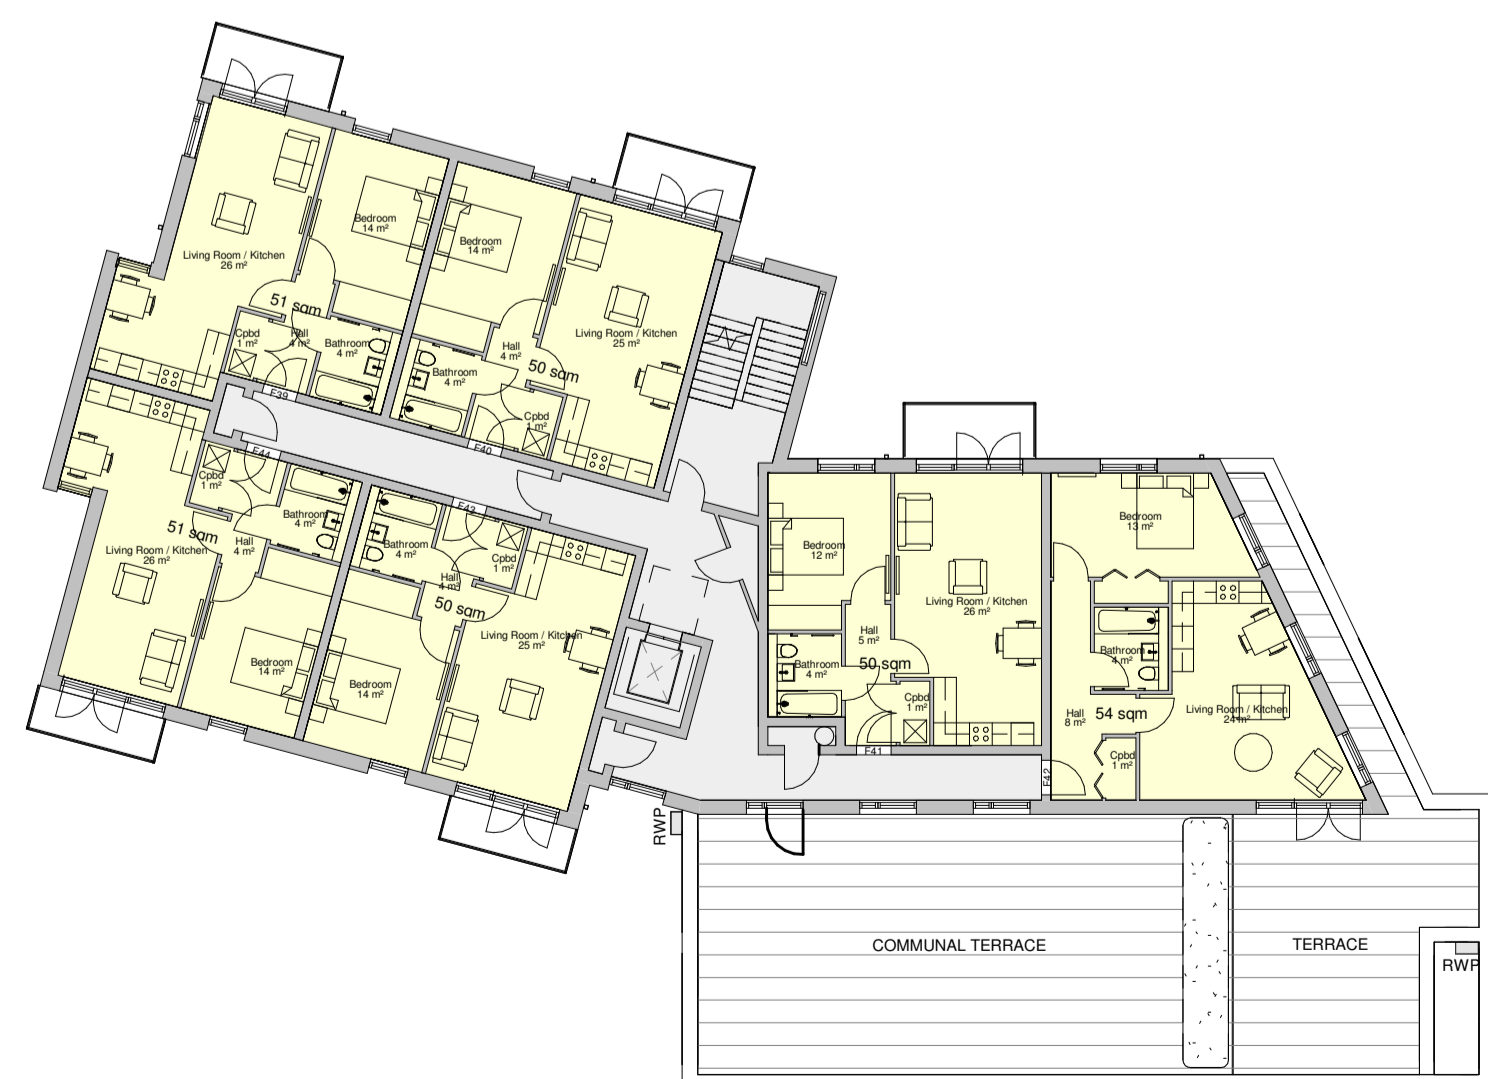 Living Room / Kitchen
26 m²
Bedroom
14 m²
51 sqm
Cpbd
1 m²
Hall
4 m²
Bathroom
4 m²
F39
Bedroom
14 m²
Living Room / Kitchen
25 m²
Hall
4 m²
50 sqm
Bathroom
4 m²
Cpbd
1 m²
F40
F44
Cpbd
1 m²
Bathroom
4 m²
51 sqm
Hall
4 m²
Living Room / Kitchen
26 m²
Bedroom
14 m²
F43
Bathroom
4 m²
Cpbd
1 m²
Hall
4 m²
50 sqm
Living Room / Kitchen
25 m²
Bedroom
14 m²
Bedroom
12 m²
Living Room / Kitchen
26 m²
Hall
5 m²
50 sqm
Bathroom
4 m²
Cpbd
1 m²
F41
Bedroom
13 m²
Bathroom
4 m²
Hall
8 m²
54 sqm
Living Room / Kitchen
24 m²
Cpbd
1 m²
F42
RWP
COMMUNAL TERRACE
TERRACE
RWP